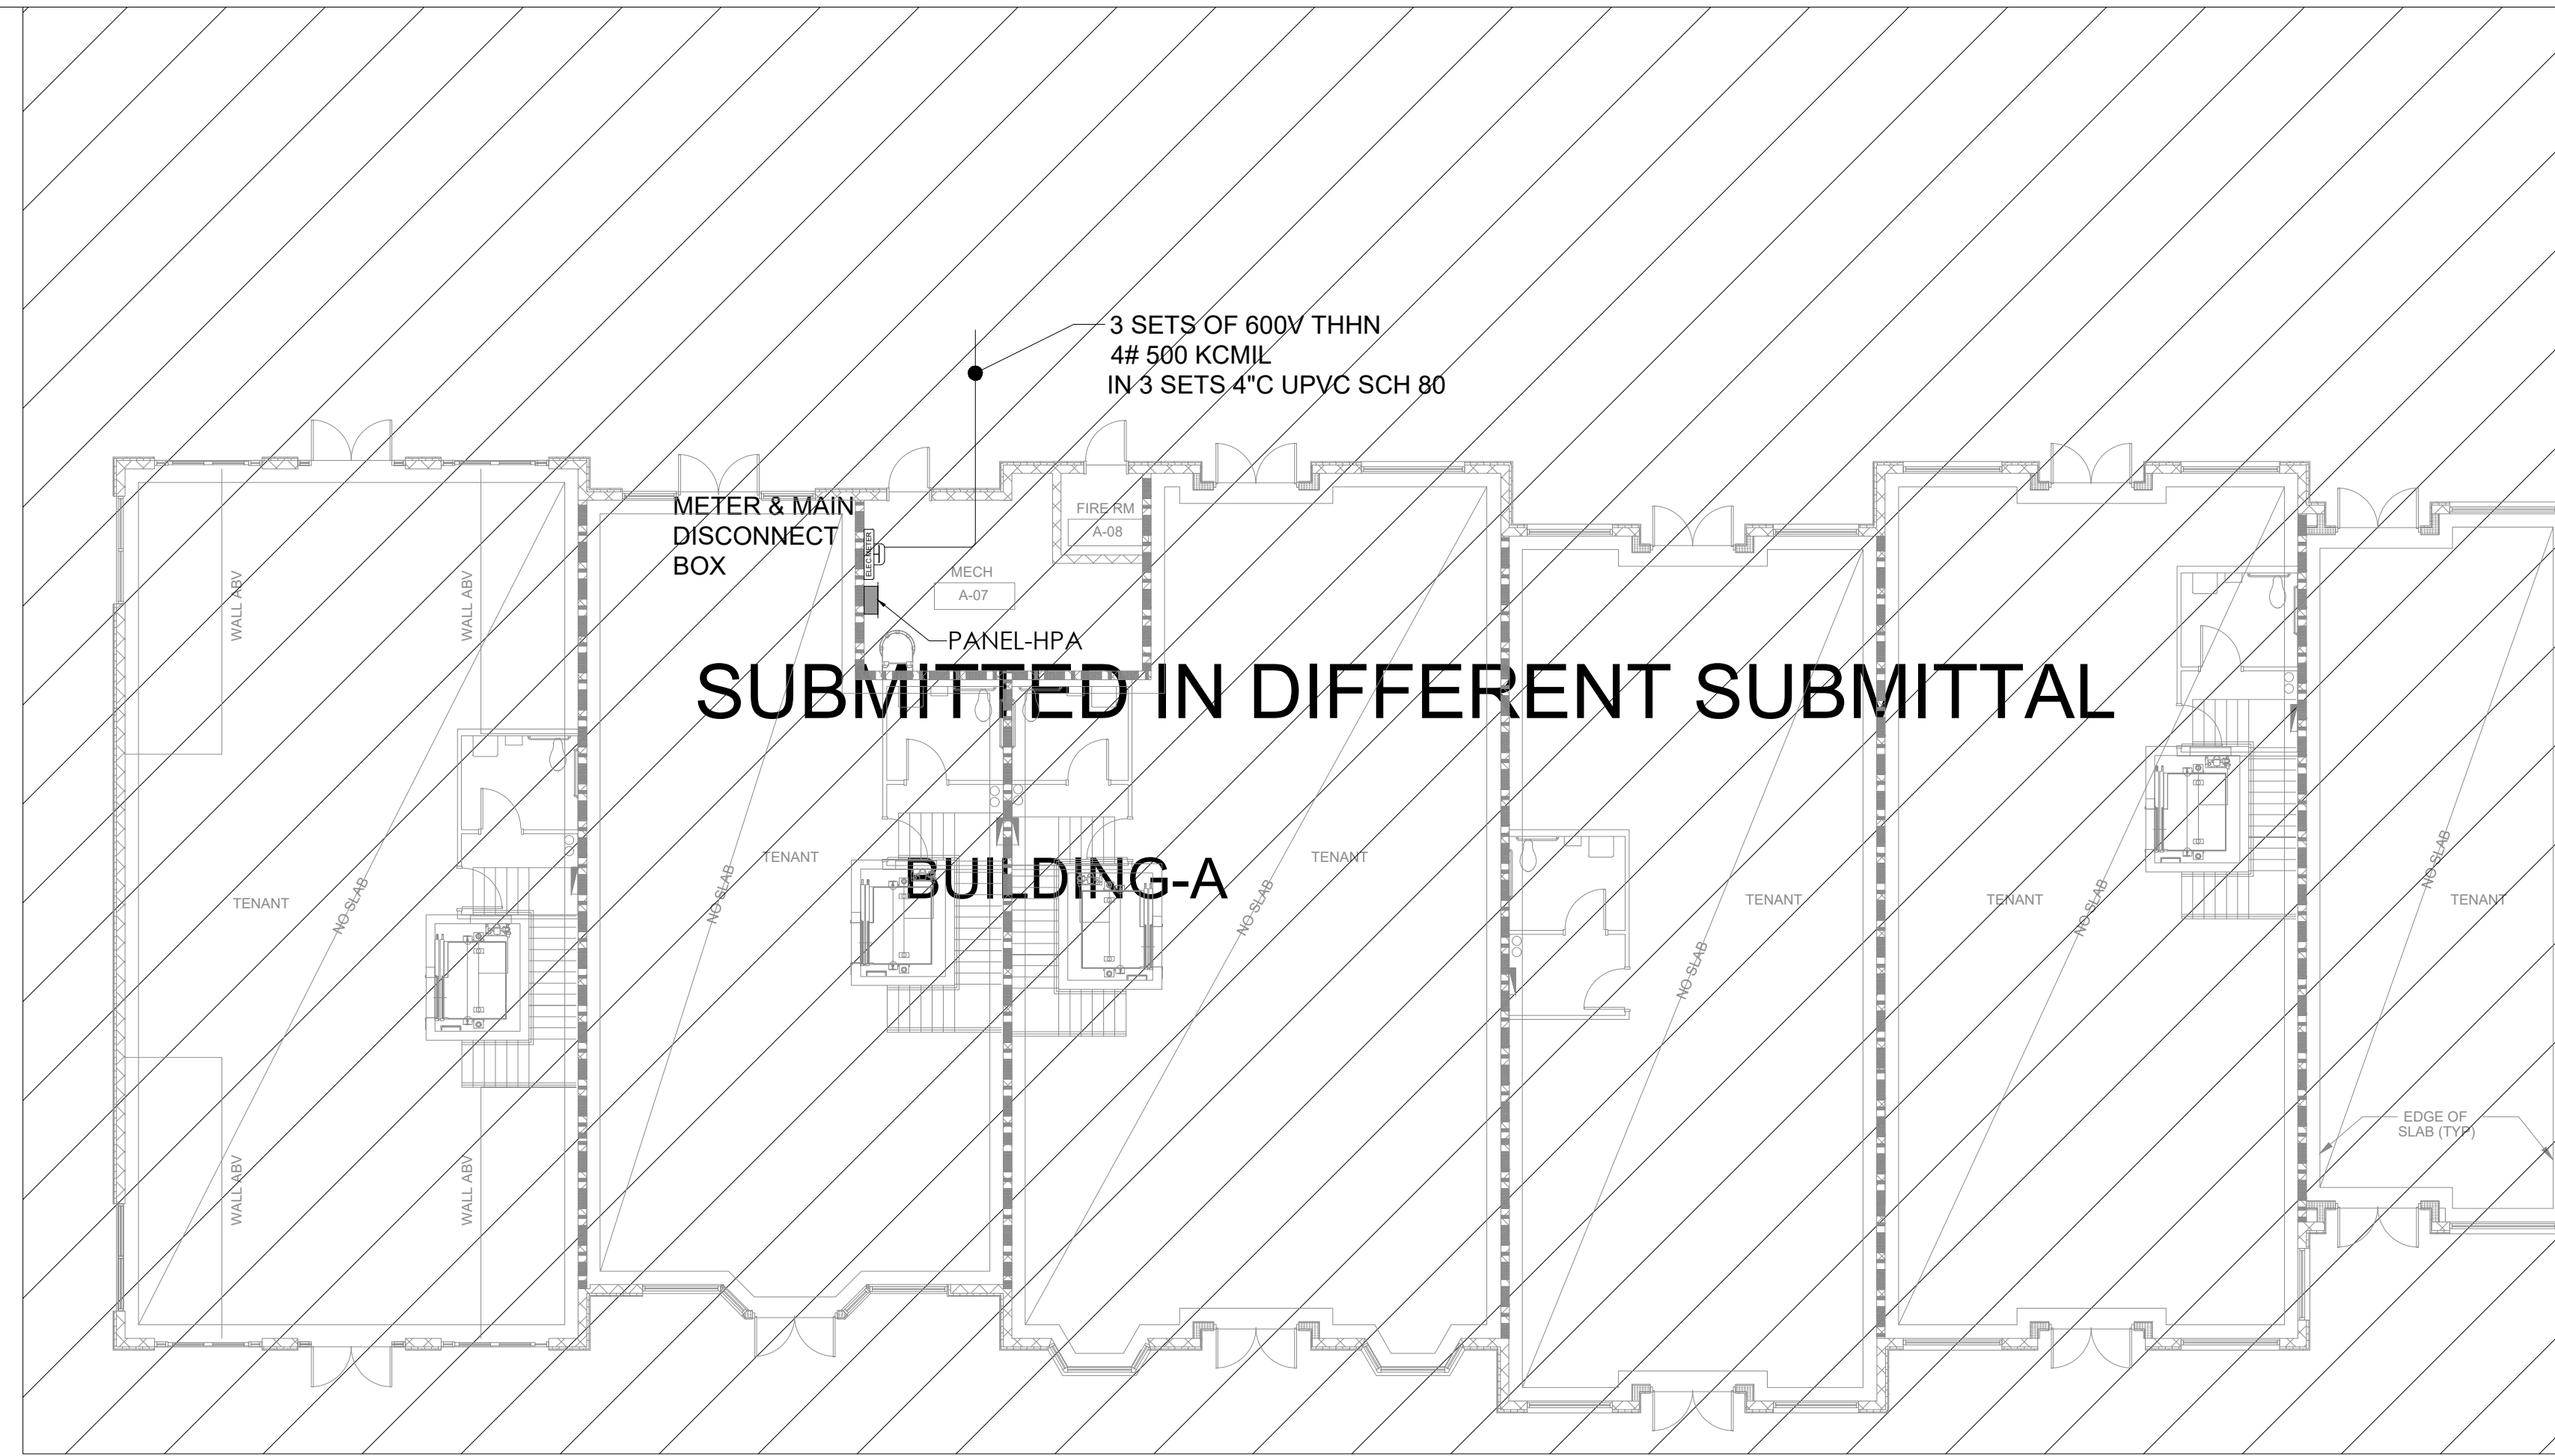 3 SETS OF 600V THHN
4# 500 KCMIL
IN 3 SETS 4"C UPVC SCH 80
METER & MAIN
DISCONNECT
BOX
ELEC METER
FIRE RM
A-08
MECH
A-07
PANEL-HPA
WALL ABV
WALL ABV
SUBMITTED IN DIFFERENT SUBMITTAL
BUILDING-A
TENANT
NO SLAB
TENANT
NO SLAB
TENANT
NO SLAB
TENANT
NO SLAB
TENANT
NO SLAB
TENANT
NO SLAB
WALL ABV
WALL ABV
EDGE OF
SLAB (TYP)